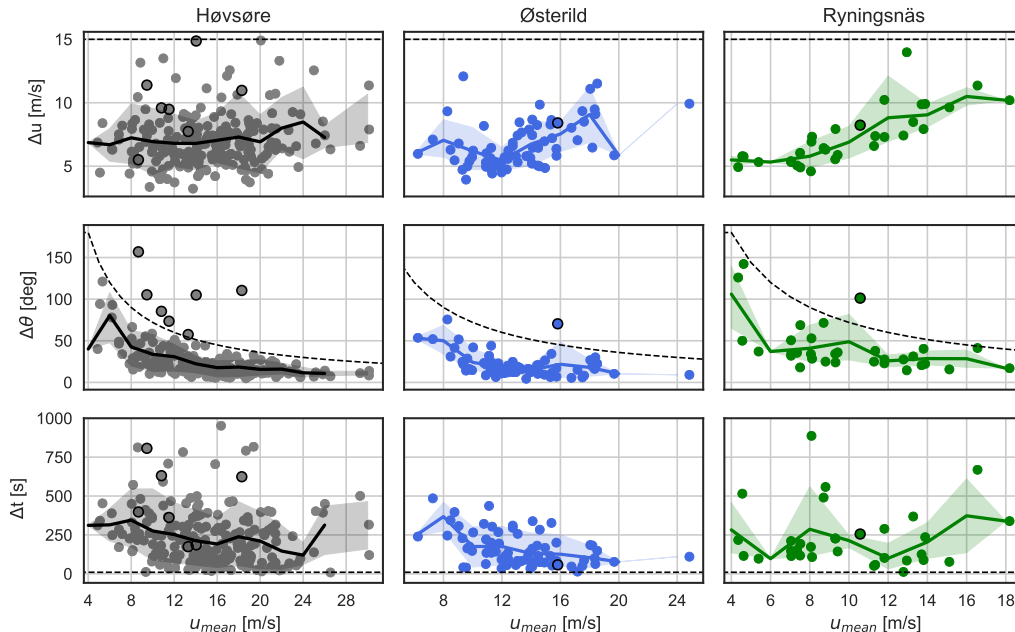 Høvsøre Østerild Ryningsnäs
15
10
5
Δu [m/s]
150
100
50
0
Δθ [deg]
1000
750
500
250
0
Δt [s]
4 8 12 16 20 24 28 8 12 16 20 24 4 6 8 10 12 14 16 18
u_mean [m/s] u_mean [m/s] u_mean [m/s]